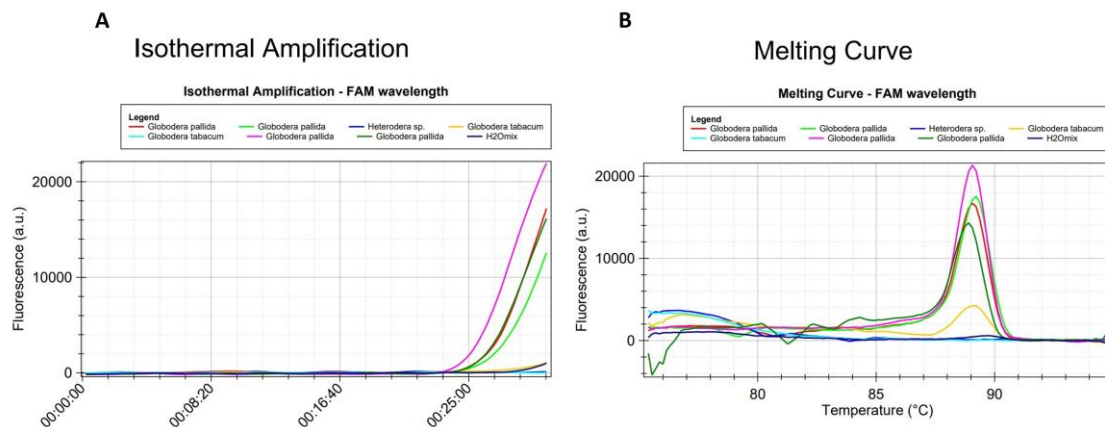 A
Isothermal Amplification
Isothermal Amplification - FAM wavelength
Legend
Globodera pallida Globodera pallida Heterodera sp. Globodera tabacum
Globodera tabacum Globodera pallida Globodera pallida H2Omix
Fluorescence (a.u.)
20000
10000
0
00:00:00 00:08:20 00:16:40 00:25:00
B
Melting Curve
Melting Curve - FAM wavelength
Legend
Globodera pallida Globodera pallida Heterodera sp. Globodera tabacum
Globodera tabacum Globodera pallida Globodera pallida H2Omix
Fluorescence (a.u.)
20000
10000
0
80 85 90
Temperature (°C)